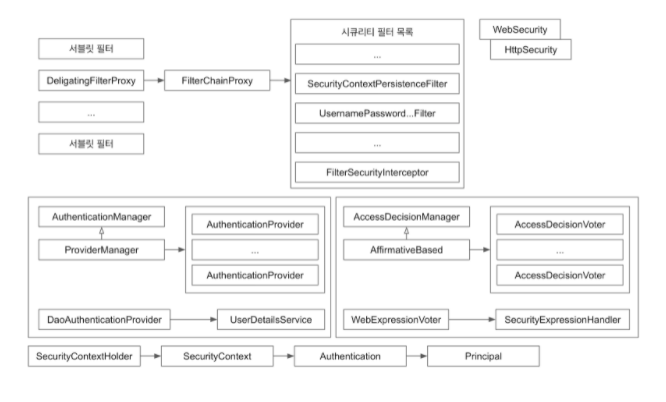 서블릿 필터
DeligatingFilterProxy
...
서블릿 필터
FilterChainProxy
시큐리티 필터 목록
...
SecurityContextPersistenceFilter
UsernamePassword...Filter
...
FilterSecurityInterceptor
WebSecurity
HttpSecurity
AuthenticationManager
ProviderManager
AuthenticationProvider
...
AuthenticationProvider
DaoAuthenticationProvider
UserDetailsService
AccessDecisionManager
AffirmativeBased
AccessDecisionVoter
...
AccessDecisionVoter
WebExpressionVoter
SecurityExpressionHandler
SecurityContextHolder
SecurityContext
Authentication
Principal